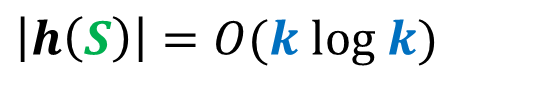 |h(S)| = O(k log k)